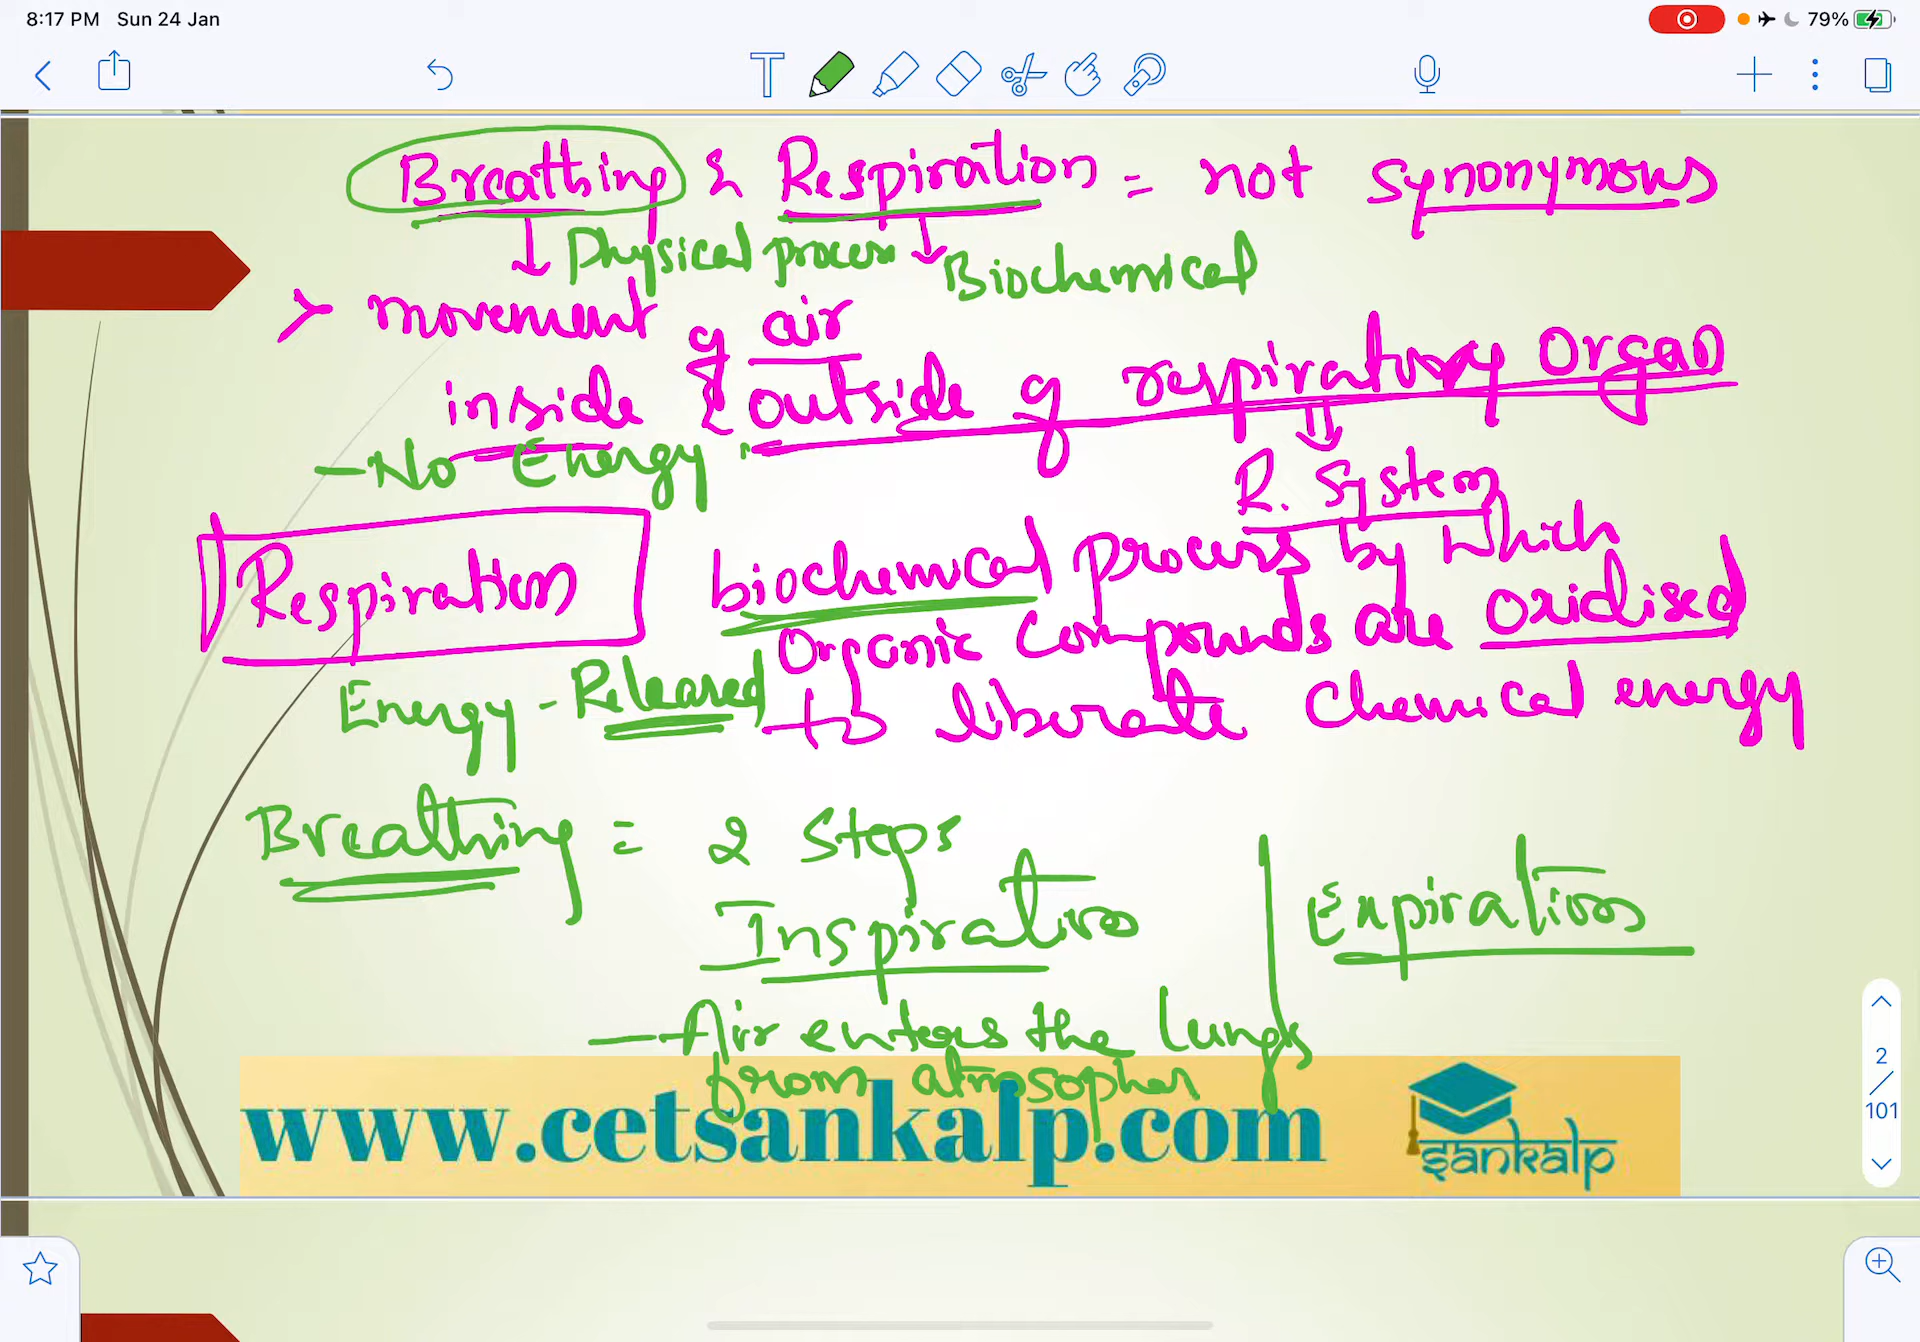 8:17 PM Sun 24 Jan
79%
Breathing & Respiration = not synonymous
Physical process Biochemical
movement of air
inside & outside of respiratory organ
- No Energy
R. System
Respiration biochemical process by which
organic compounds are oxidised
Energy - Released to liberate chemical energy
Breathing = 2 steps
Inspiration Expiration
- Air enters the lungs
from atmospher
www.cetsankalp.com
sankalp
2
/
101